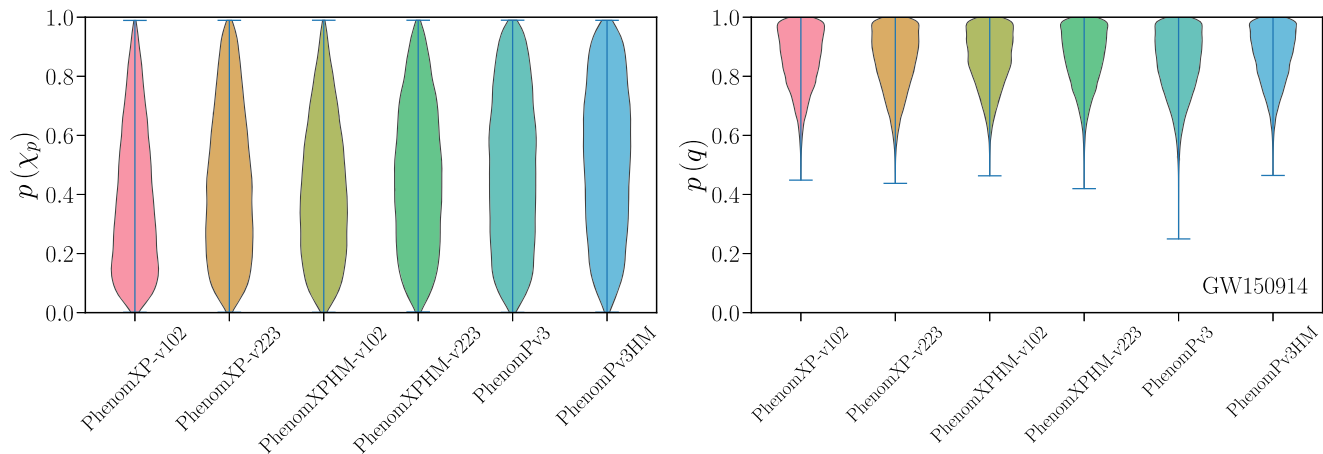 1.0
0.8
0.6
0.4
0.2
0.0
p(χₚ)
PhenomXP-v102
PhenomXP-v223
PhenomXPHM-v102
PhenomXPHM-v223
PhenomPv3
PhenomPv3HM
1.0
0.8
0.6
0.4
0.2
0.0
p(q)
GW150914
PhenomXP-v102
PhenomXP-v223
PhenomXPHM-v102
PhenomXPHM-v223
PhenomPv3
PhenomPv3HM